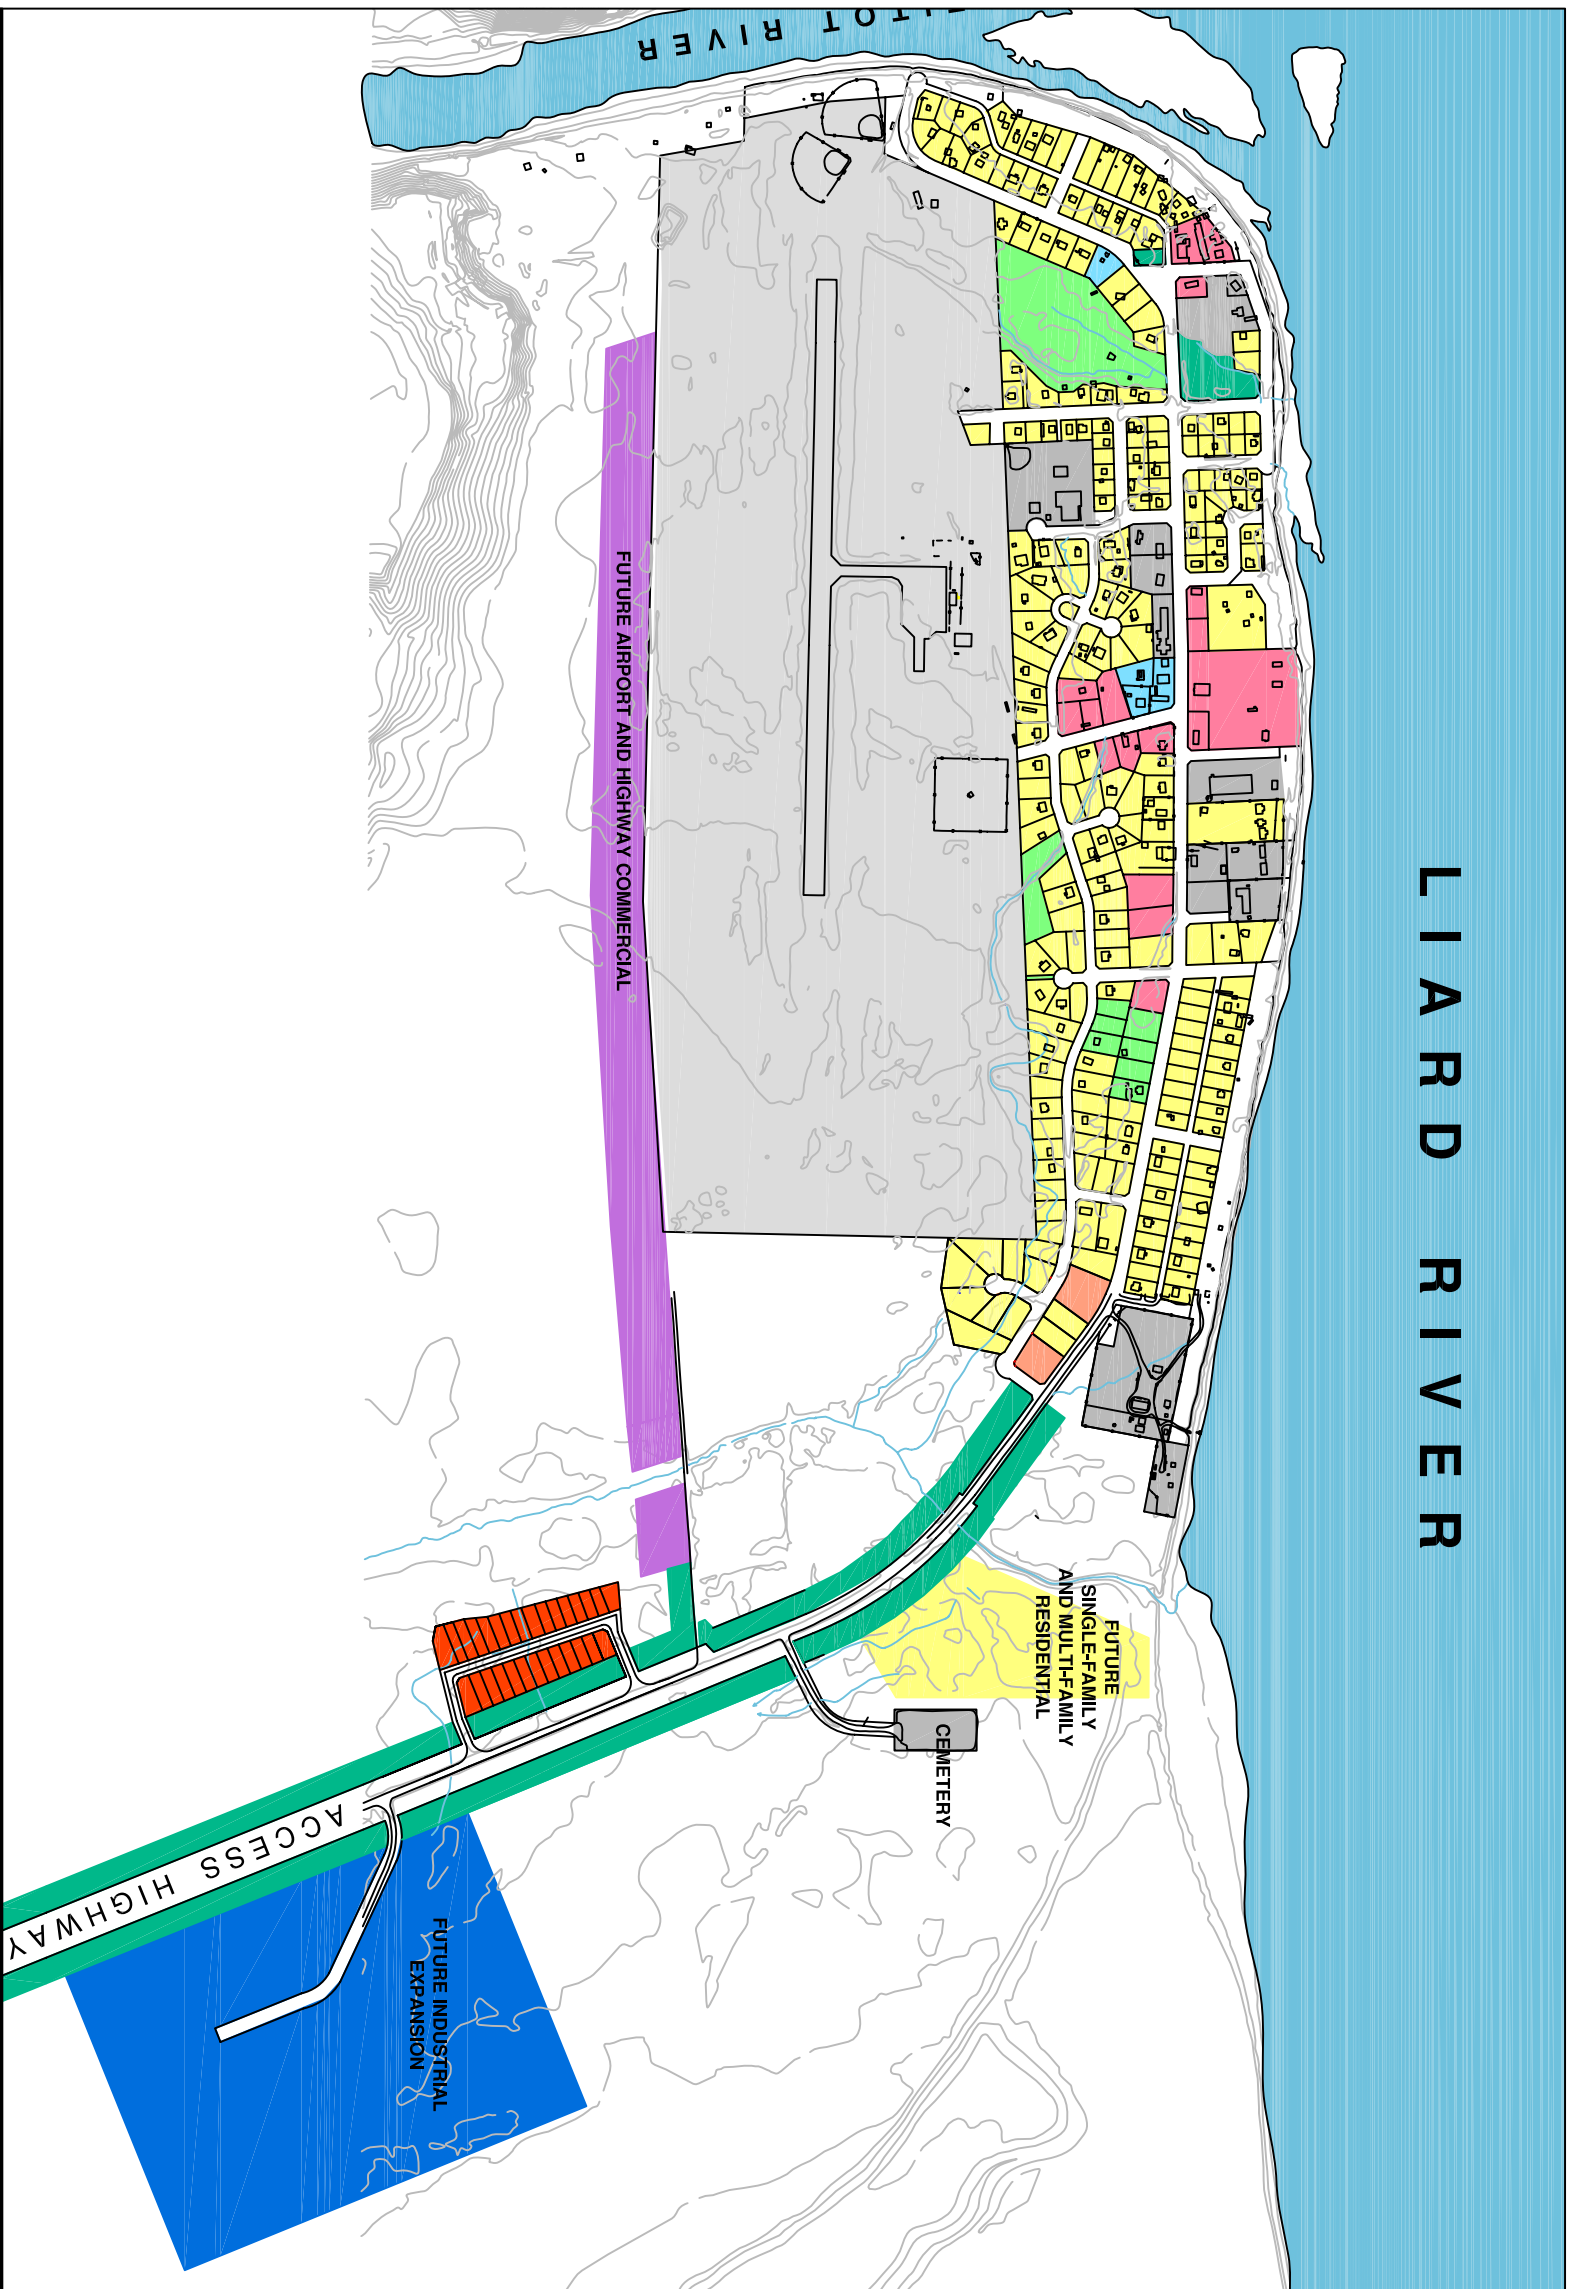 RIVER
LIARD RIVER
FUTURE AIRPORT AND HIGHWAY COMMERCIAL
FUTURE
SINGLE-FAMILY
AND MULTI-FAMILY
RESIDENTIAL
CEMETERY
ACCESS HIGHWAY
FUTURE INDUSTRIAL
EXPANSION